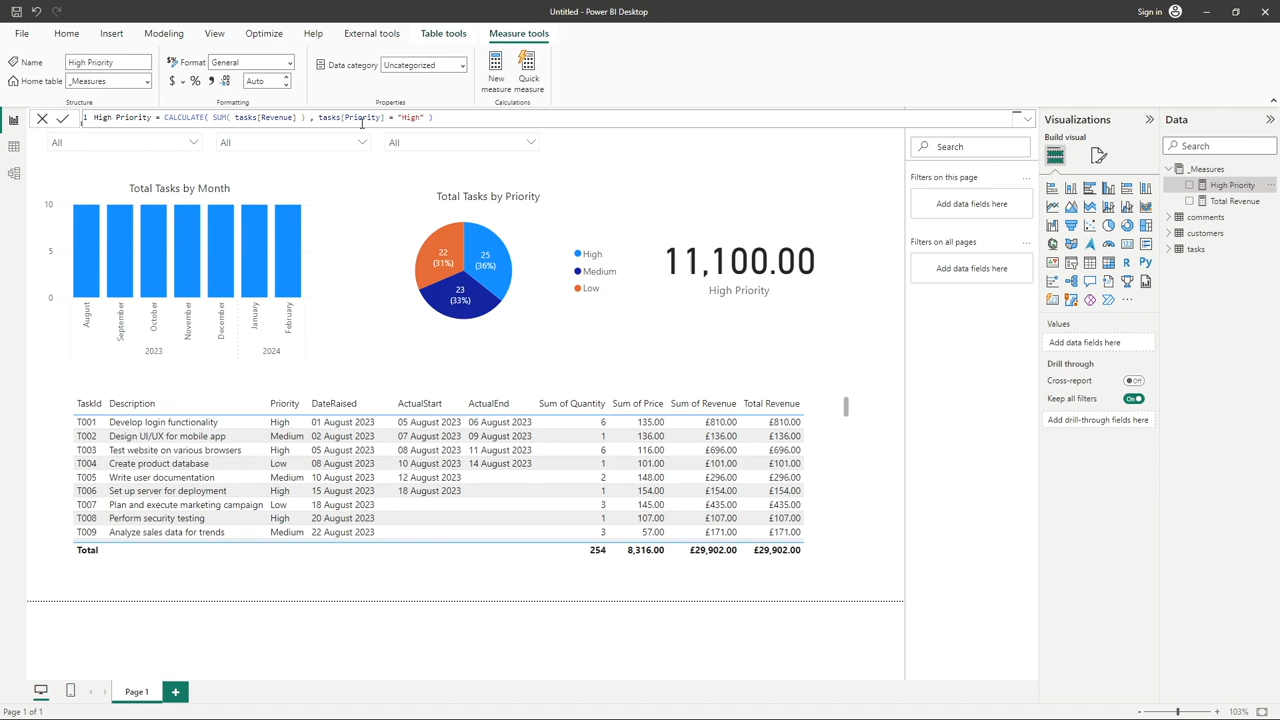 Untitled - Power BI Desktop
Sign in
File Home Insert Modeling View Optimize Help External tools Table tools Measure tools
Name High Priority
Format General
Data category Uncategorized
Home table _Measures
$ % Auto
New measure
Quick measure
Structure Formatting Properties Calculations
1 High Priority = CALCULATE( SUM( tasks[Revenue] ) , tasks[Priority] = "High" )
All All All
Total Tasks by Month
10
5
0
August September October November December January February
2023 2024
Total Tasks by Priority
22 (31%)
25 (36%)
23 (33%)
High
Medium
Low
11,100.00
High Priority
TaskId Description Priority DateRaised ActualStart ActualEnd Sum of Quantity Sum of Price Sum of Revenue Total Revenue
T001 Develop login functionality High 01 August 2023 05 August 2023 06 August 2023 6 135.00 £810.00 £810.00
T002 Design UI/UX for mobile app Medium 02 August 2023 07 August 2023 09 August 2023 1 136.00 £136.00 £136.00
T003 Test website on various browsers High 05 August 2023 08 August 2023 11 August 2023 6 116.00 £696.00 £696.00
T004 Create product database Low 08 August 2023 10 August 2023 14 August 2023 1 101.00 £101.00 £101.00
T005 Write user documentation Medium 10 August 2023 12 August 2023 2 148.00 £296.00 £296.00
T006 Set up server for deployment High 15 August 2023 18 August 2023 1 154.00 £154.00 £154.00
T007 Plan and execute marketing campaign Low 18 August 2023 3 145.00 £435.00 £435.00
T008 Perform security testing High 20 August 2023 1 107.00 £107.00 £107.00
T009 Analyze sales data for trends Medium 22 August 2023 3 57.00 £171.00 £171.00
Total 254 8,316.00 £29,902.00 £29,902.00
Search
Filters on this page ...
Add data fields here
Filters on all pages ...
Add data fields here
Visualizations
Build visual
R Py
Values
Add data fields here
Drill through
Cross-report Off
Keep all filters On
Add drill-through fields here
Data
Search
_Measures
High Priority ...
Total Revenue
comments
customers
tasks
Page 1 +
Page 1 of 1
- + 103%